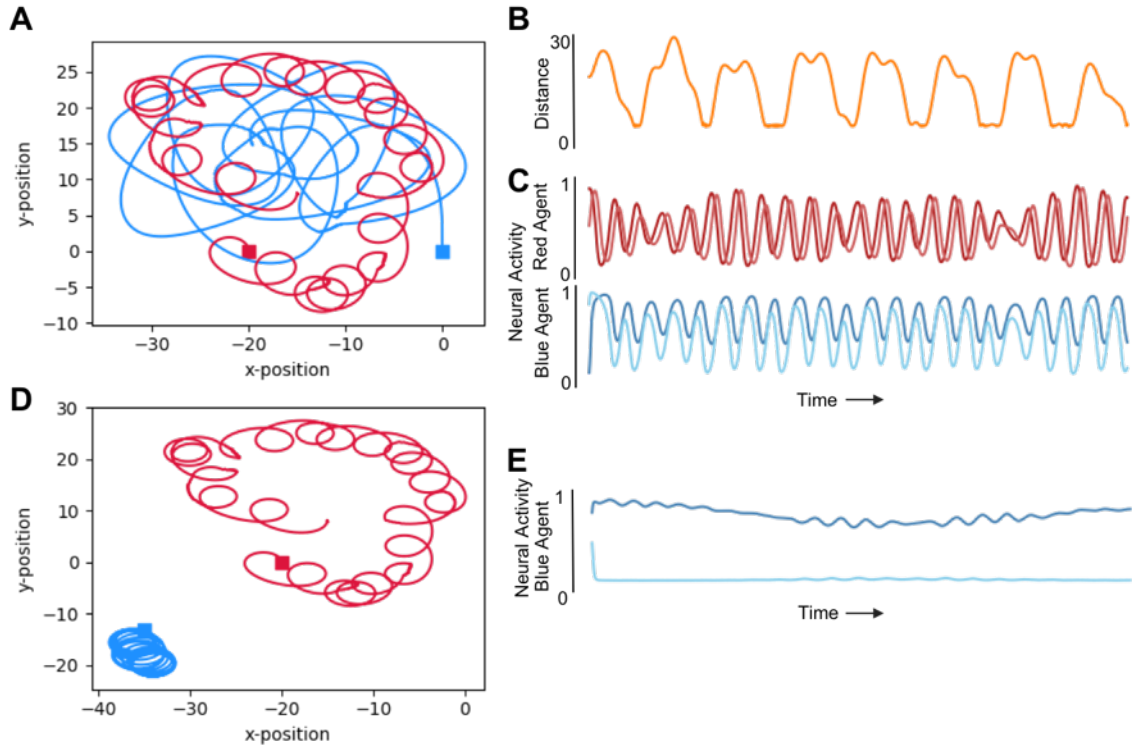 A
25
20
15
10
5
0
−5
−10
y-position
−30
−20
−10
0
x-position
B
30
0
Distance
C
1
0
1
0
Neural Activity
Red Agent
Blue Agent
Time
D
30
20
10
0
−10
−20
y-position
−40
−30
−20
−10
0
x-position
E
1
0
Neural Activity
Blue Agent
Time